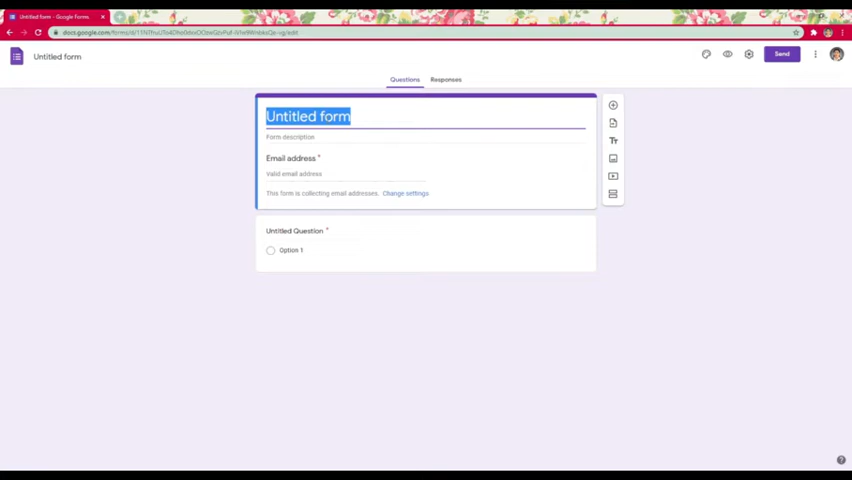 Untitled form - Google Forms
Untitled form
Send
Questions
Responses
Untitled form
Form description
Email address *
Valid email address
This form is collecting email addresses. Change settings
Untitled Question *
Option 1